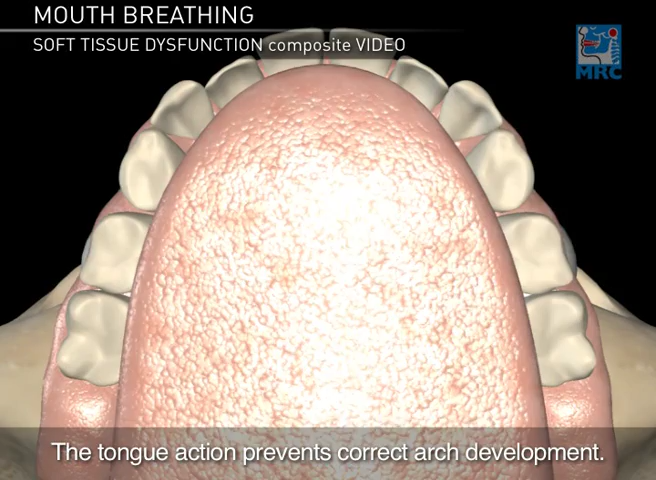 MOUTH BREATHING
SOFT TISSUE DYSFUNCTION composite VIDEO
MRC
The tongue action prevents correct arch development.